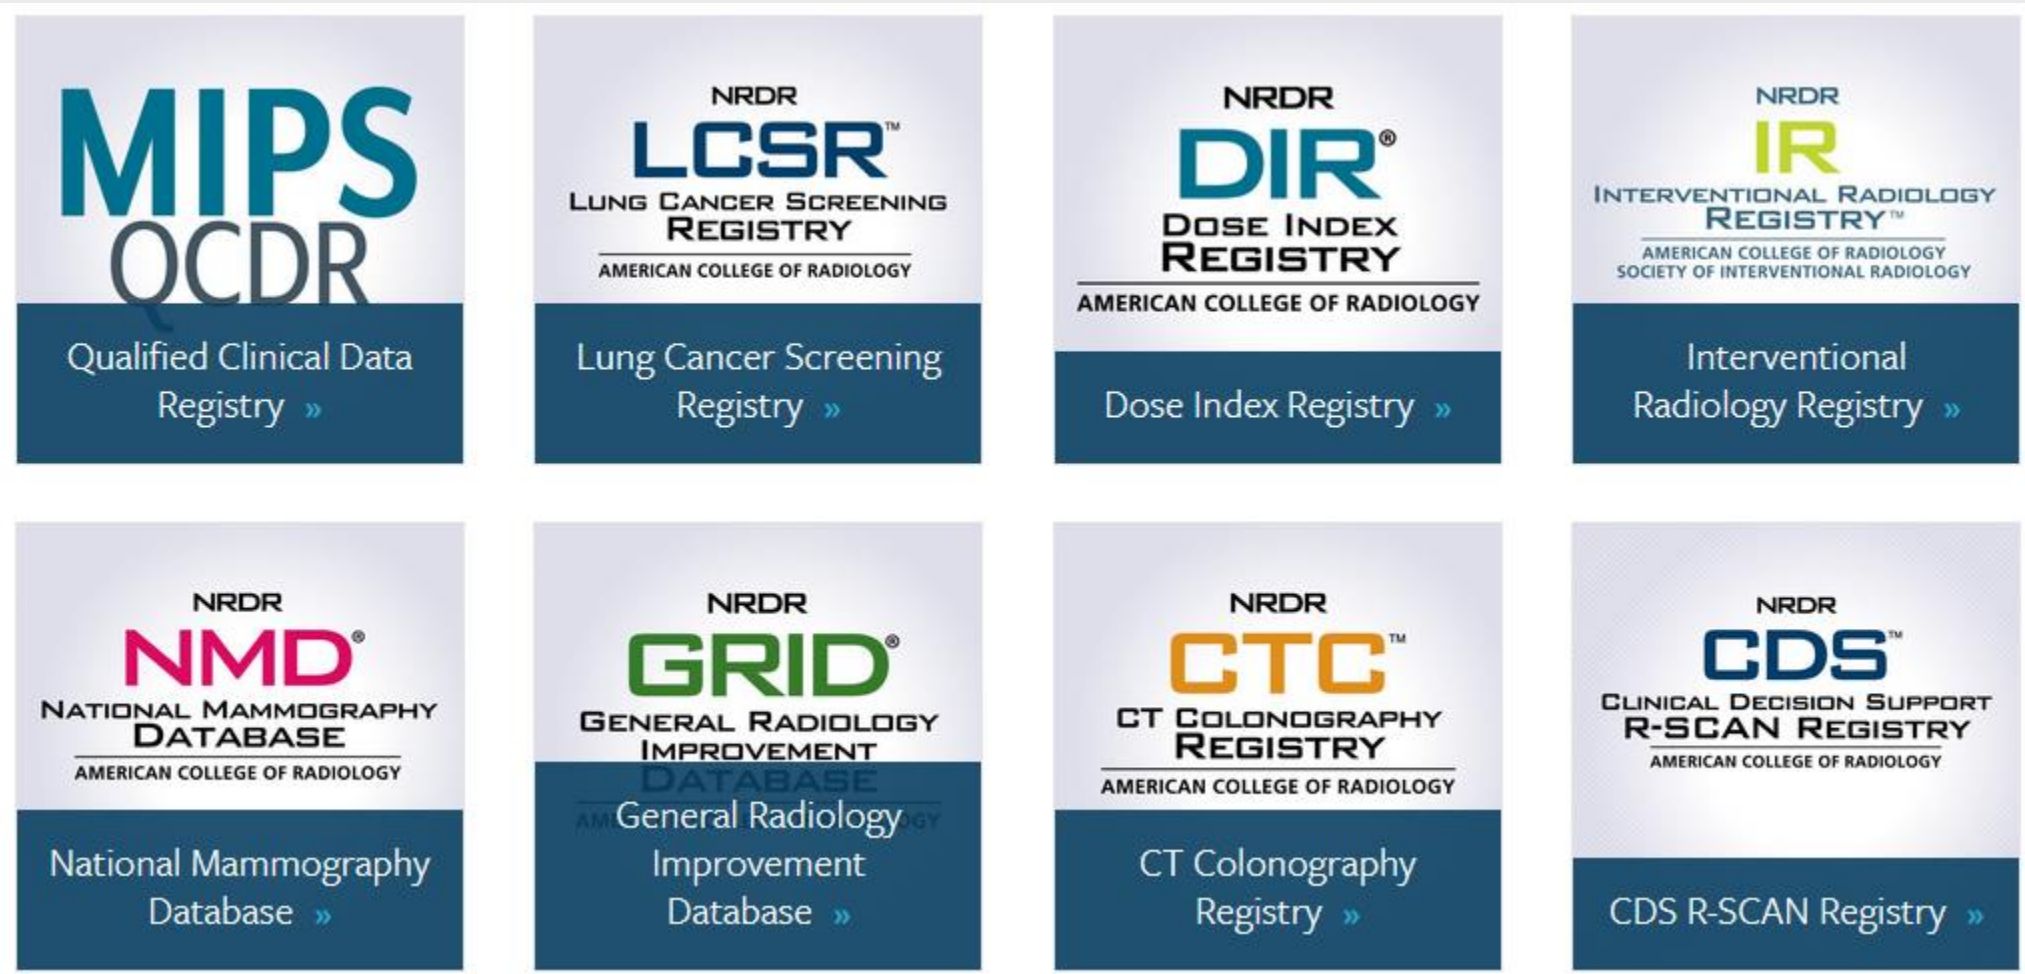 MIPS
QCDR
Qualified Clinical Data
Registry »
NRDR
LCSR™
LUNG CANCER SCREENING
REGISTRY
AMERICAN COLLEGE OF RADIOLOGY
Lung Cancer Screening
Registry »
NRDR
DIR®
DOSE INDEX
REGISTRY
AMERICAN COLLEGE OF RADIOLOGY
Dose Index Registry »
NRDR
IR
INTERVENTIONAL RADIOLOGY
REGISTRY™
AMERICAN COLLEGE OF RADIOLOGY
SOCIETY OF INTERVENTIONAL RADIOLOGY
Interventional
Radiology Registry »
NRDR
NMD®
NATIONAL MAMMOGRAPHY
DATABASE
AMERICAN COLLEGE OF RADIOLOGY
National Mammography
Database »
NRDR
GRID®
GENERAL RADIOLOGY
IMPROVEMENT
DATABASE
General Radiology
Improvement
Database »
NRDR
CTC™
CT COLONOGRAPHY
REGISTRY
AMERICAN COLLEGE OF RADIOLOGY
CT Colonography
Registry »
NRDR
CDS™
CLINICAL DECISION SUPPORT
R-SCAN REGISTRY
AMERICAN COLLEGE OF RADIOLOGY
CDS R-SCAN Registry »